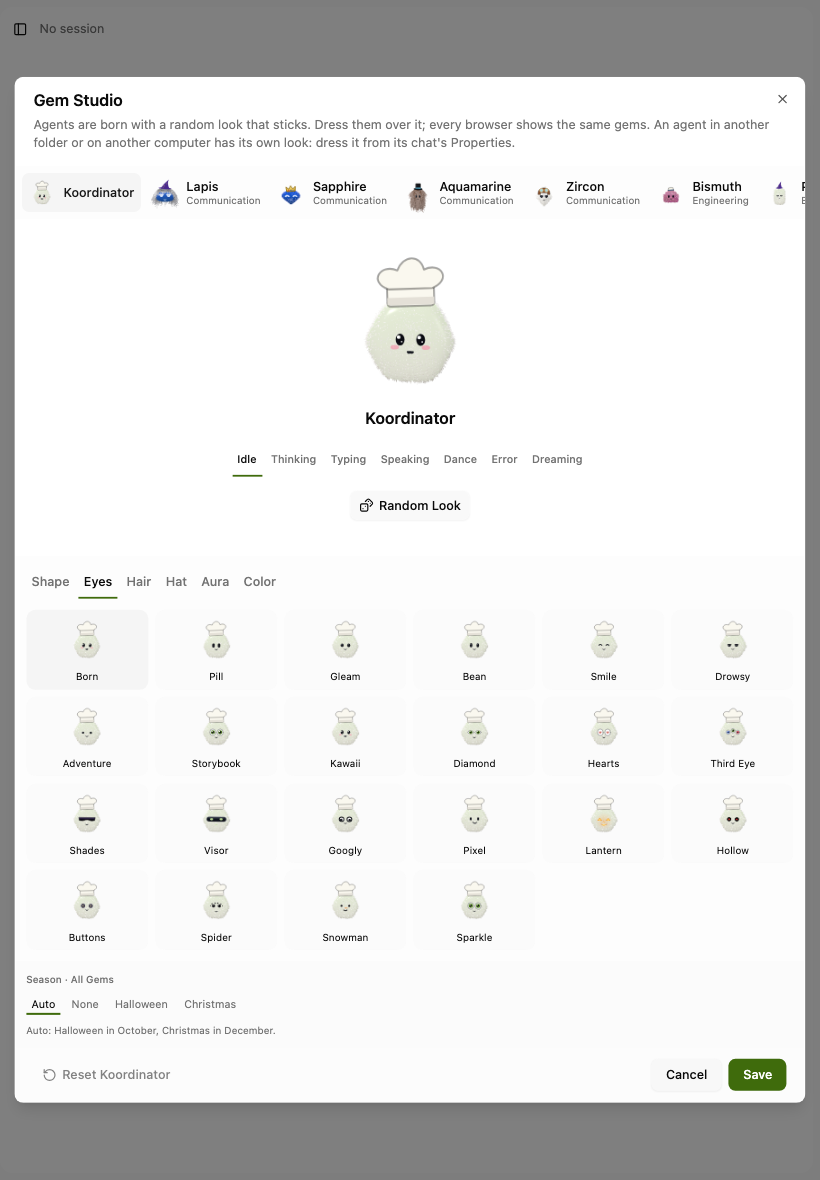 No session
Gem Studio
Agents are born with a random look that sticks. Dress them over it; every browser shows the same gems. An agent in another
folder or on another computer has its own look: dress it from its chat's Properties.
Koordinator
Lapis
Communication
Sapphire
Communication
Aquamarine
Communication
Zircon
Communication
Bismuth
Engineering
Koordinator
Idle Thinking Typing Speaking Dance Error Dreaming
Random Look
Shape Eyes Hair Hat Aura Color
Born Pill Gleam Bean Smile Drowsy
Adventure Storybook Kawaii Diamond Hearts Third Eye
Shades Visor Googly Pixel Lantern Hollow
Buttons Spider Snowman Sparkle
Season · All Gems
Auto None Halloween Christmas
Auto: Halloween in October, Christmas in December.
Reset Koordinator Cancel Save